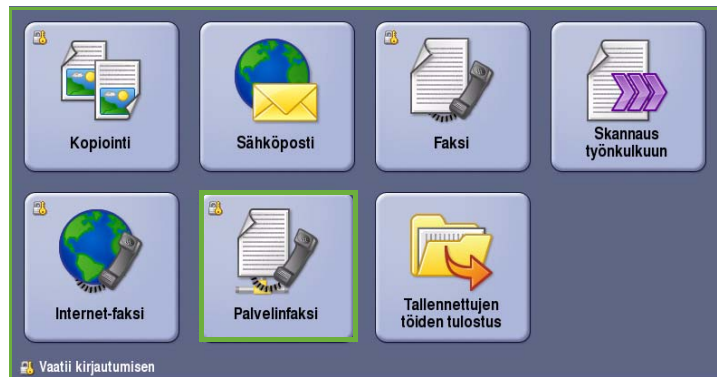 Kopiointi
Sähköposti
Faksi
Skannaus
työnkulkuun
Internet-faksi
Palvelinfaksi
Tallennettujen
töiden tulostus
Vaatii kirjautumisen